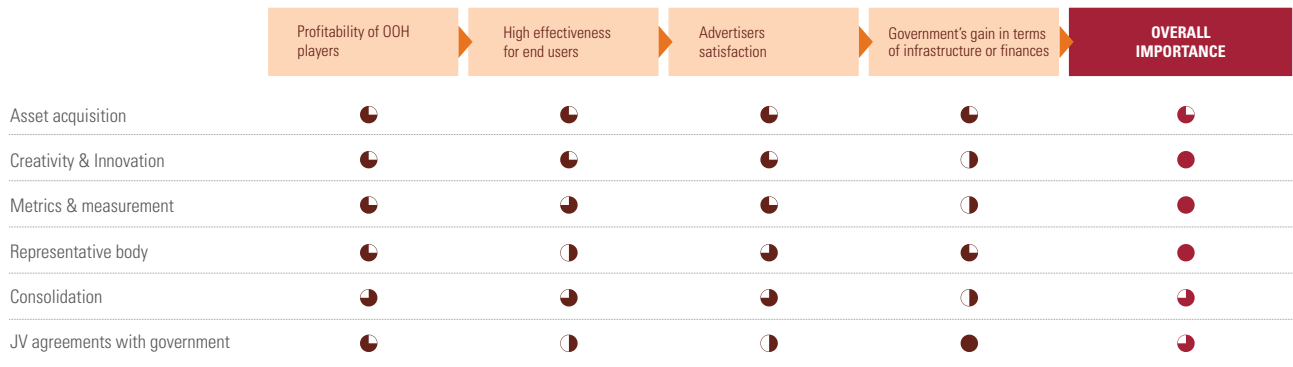 Profitability of OOH
players
High effectiveness
for end users
Advertisers
satisfaction
Government's gain in terms
of infrastructure or finances
OVERALL
IMPORTANCE
Asset acquisition
Creativity & Innovation
Metrics & measurement
Representative body
Consolidation
JV agreements with government